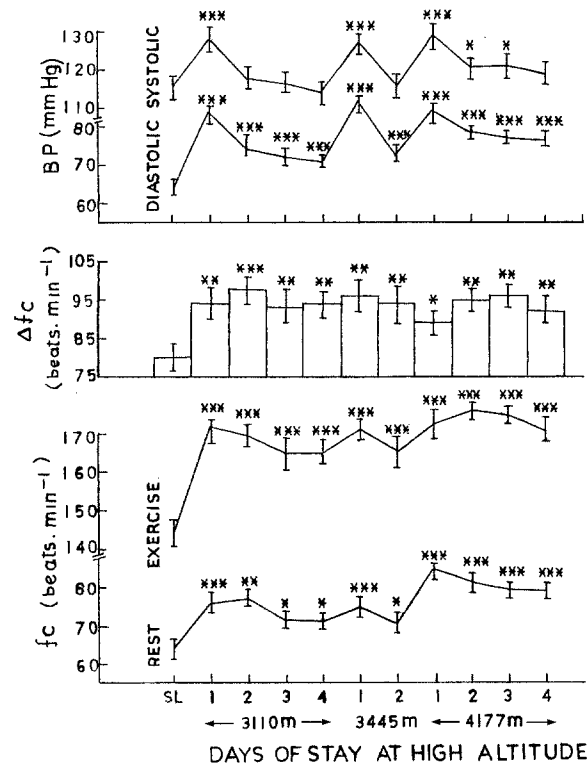 BP (mm Hg)
DIASTOLIC SYSTOLIC
130
120
110
80
70
60
*** *** *** * *
*** *** *** *** *** *** *** *** *** ***
Δfc
(beats. min-1)
105
95
85
75
** *** ** ** ** ** * ** ** **
fc (beats. min-1)
EXERCISE
170
160
150
140
*** *** *** *** *** *** *** *** *** ***
REST
80
70
60
*** ** * * *** * *** *** *** ***
SL 1 2 3 4 1 2 1 2 3 4
← 3110m → 3445m ← 4177m →
DAYS OF STAY AT HIGH ALTITUDE